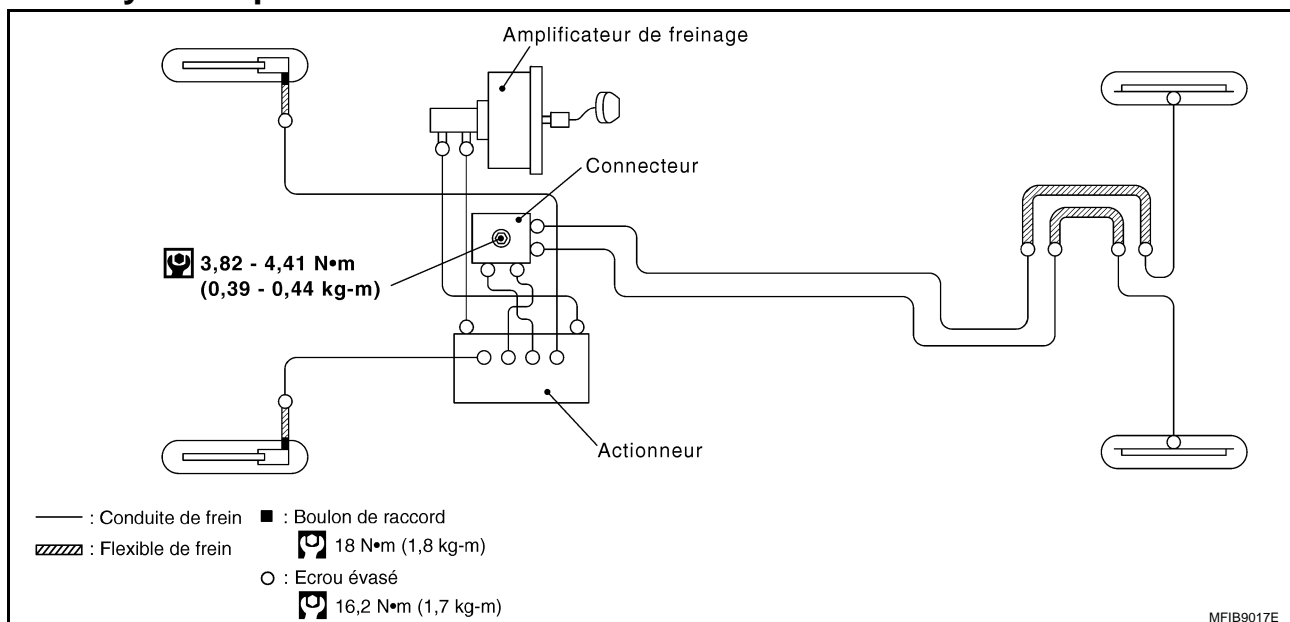 Amplificateur de freinage
Connecteur
3,82 - 4,41 N•m
(0,39 - 0,44 kg-m)
Actionneur
: Conduite de frein
: Boulon de raccord
: Flexible de frein
18 N•m (1,8 kg-m)
: Ecrou évasé
16,2 N•m (1,7 kg-m)
MFIB9017E